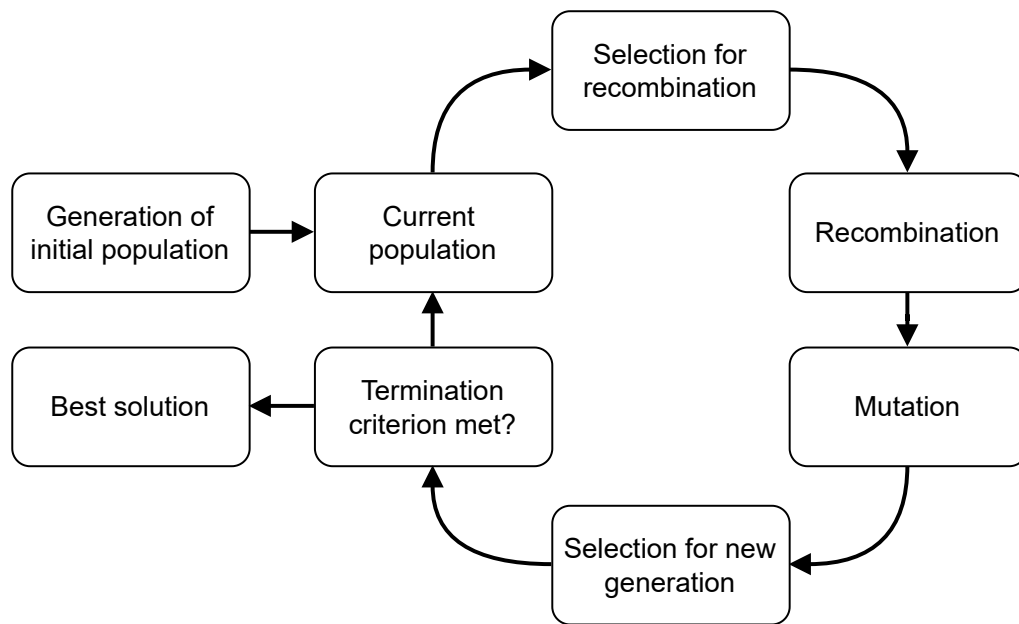 Selection for
recombination
Generation of
initial population
Current
population
Recombination
Best solution
Termination
criterion met?
Mutation
Selection for new
generation